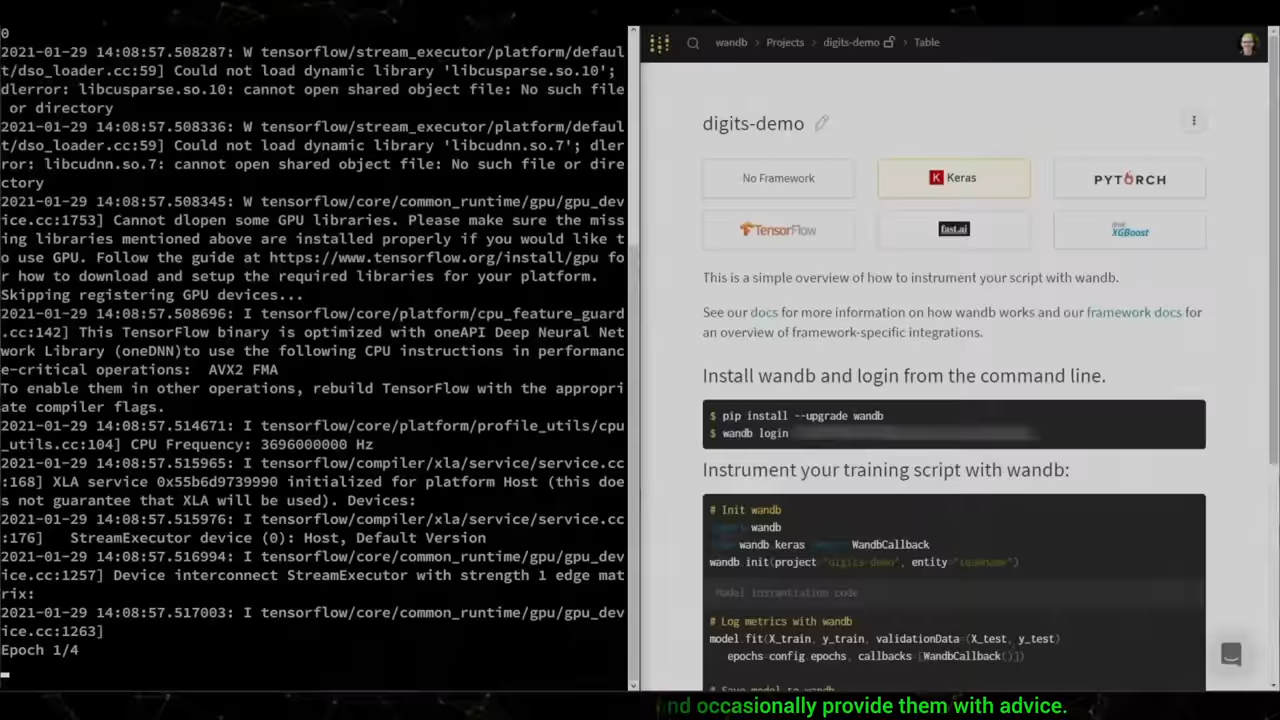 0
2021-01-29 14:08:57.508287: W tensorflow/stream_executor/platform/defaul
t/dso_loader.cc:59] Could not load dynamic library 'libcusparse.so.10';
dlerror: libcusparse.so.10: cannot open shared object file: No such file
or directory
2021-01-29 14:08:57.508336: W tensorflow/stream_executor/platform/defaul
t/dso_loader.cc:59] Could not load dynamic library 'libcudnn.so.7'; dler
ror: libcudnn.so.7: cannot open shared object file: No such file or dire
ctory
2021-01-29 14:08:57.508345: W tensorflow/core/common_runtime/gpu/gpu_dev
ice.cc:1753] Cannot dlopen some GPU libraries. Please make sure the miss
ing libraries mentioned above are installed properly if you would like t
o use GPU. Follow the guide at https://www.tensorflow.org/install/gpu fo
r how to download and setup the required libraries for your platform.
Skipping registering GPU devices...
2021-01-29 14:08:57.508696: I tensorflow/core/platform/cpu_feature_guard
.cc:142] This TensorFlow binary is optimized with oneAPI Deep Neural Net
work Library (oneDNN)to use the following CPU instructions in performanc
e-critical operations:  AVX2 FMA
To enable them in other operations, rebuild TensorFlow with the appropri
ate compiler flags.
2021-01-29 14:08:57.514671: I tensorflow/core/platform/profile_utils/cpu
_utils.cc:104] CPU Frequency: 3696000000 Hz
2021-01-29 14:08:57.515965: I tensorflow/compiler/xla/service/service.cc
:168] XLA service 0x55b6d9739990 initialized for platform Host (this doe
s not guarantee that XLA will be used). Devices:
2021-01-29 14:08:57.515976: I tensorflow/compiler/xla/service/service.cc
:176]   StreamExecutor device (0): Host, Default Version
2021-01-29 14:08:57.516994: I tensorflow/core/common_runtime/gpu/gpu_dev
ice.cc:1257] Device interconnect StreamExecutor with strength 1 edge mat
rix:
2021-01-29 14:08:57.517003: I tensorflow/core/common_runtime/gpu/gpu_dev
ice.cc:1263]
Epoch 1/4
wandb > Projects > digits-demo > Table
digits-demo
No Framework
Keras
PYTORCH
TensorFlow
fast.ai
XGBoost
This is a simple overview of how to instrument your script with wandb.
See our docs for more information on how wandb works and our framework docs for
an overview of framework-specific integrations.
Install wandb and login from the command line.
$ pip install --upgrade wandb
$ wandb login
Instrument your training script with wandb:
# Init wandb
wandb
wandb keras WandbCallback
wandb init(project "digits-demo", entity
Model instantiation code
# Log metrics with wandb
model fit(X_train, y_train, validationData=(X_test, y_test)
epochs=config epochs, callbacks [WandbCallback()])
# Save model to wandb
nd occasionally provide them with advice.